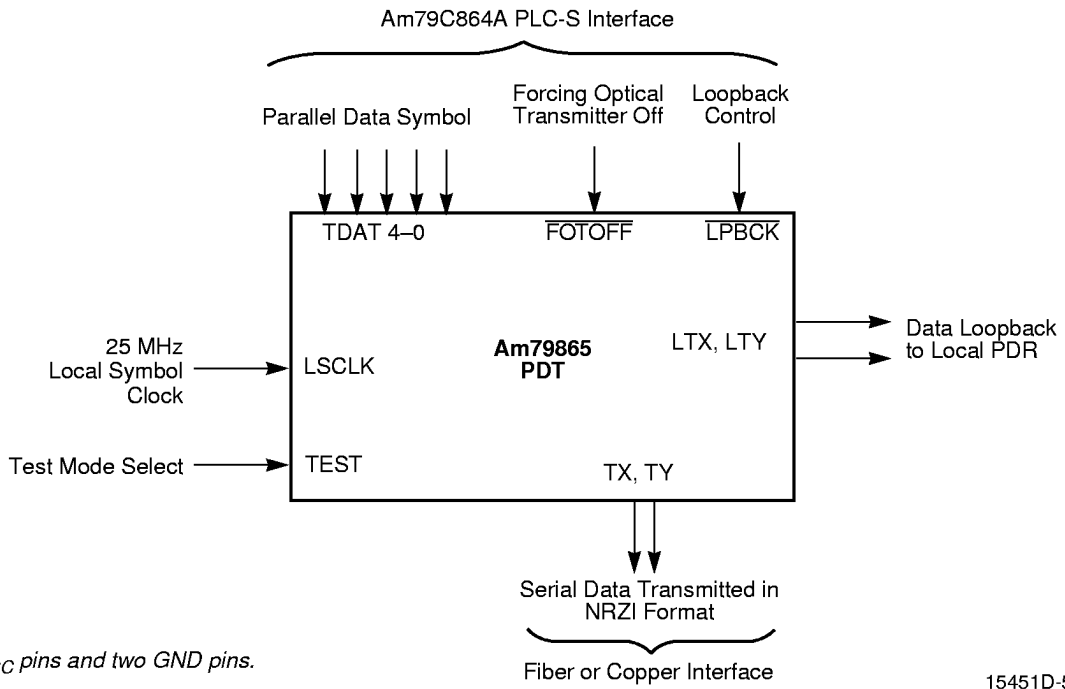 Am79C864A PLC-S Interface
Parallel Data Symbol
Forcing Optical
Transmitter Off
Loopback
Control
TDAT 4–0
FOTOFF
LPBCK
25 MHz
Local Symbol
Clock
LSCLK
Am79865
PDT
LTX, LTY
Data Loopback
to Local PDR
Test Mode Select
TEST
TX, TY
Serial Data Transmitted in
NRZI Format
Fiber or Copper Interface
pins and two GND pins.
15451D-5